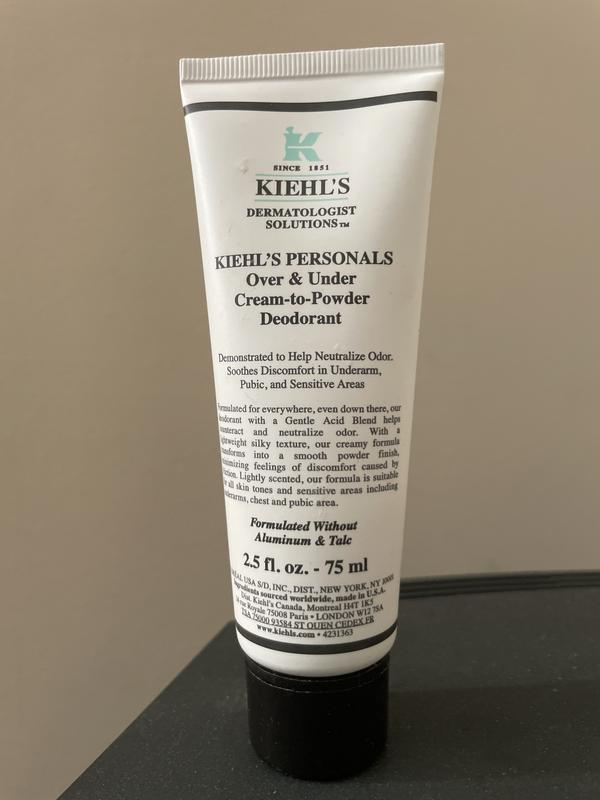 K
SINCE 1851
KIEHL'S
DERMATOLOGIST
SOLUTIONS™
KIEHL'S PERSONALS
Over & Under
Cream-to-Powder
Deodorant
Demonstrated to Help Neutralize Odor.
Soothes Discomfort in Underarm,
Pubic, and Sensitive Areas
Formulated for everywhere, even down there, our
deodorant with a Gentle Acid Blend helps
counteract and neutralize odor. With a
lightweight silky texture, our creamy formula
transforms into a smooth powder finish,
minimizing feelings of discomfort caused by
friction. Lightly scented, our formula is suitable
for all skin tones and sensitive areas including
underarms, chest and pubic area.
Formulated Without
Aluminum & Talc
2.5 fl. oz. - 75 ml
USA S/D, INC., DIST., NEW YORK, NY 10001
Ingredients sourced worldwide, made in U.S.A.
Dist. Kiehl's Canada, Montreal H4T 1K5
Royale 75008 Paris • LONDON W12 7SA
TSA 75000 93584 ST OUEN CEDEX FR
www.kiehls.com • 4231363